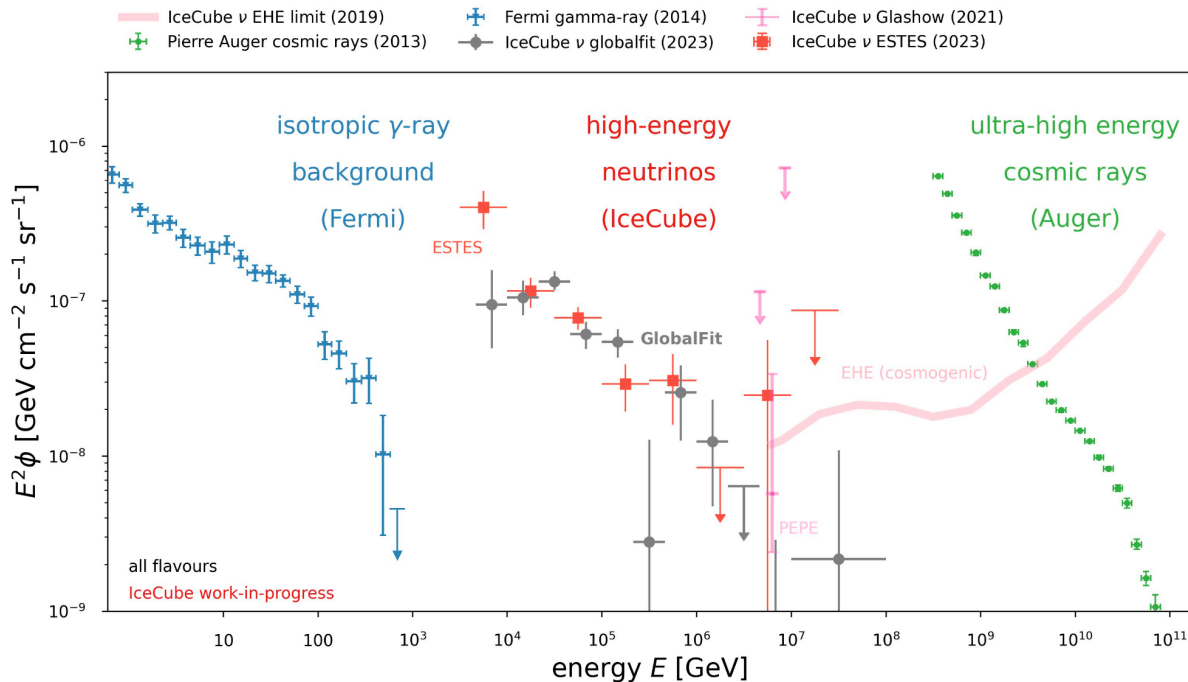 IceCube ν EHE limit (2019)
Pierre Auger cosmic rays (2013)
Fermi gamma-ray (2014)
IceCube ν globalfit (2023)
IceCube ν Glashow (2021)
IceCube ν ESTES (2023)
isotropic γ-ray
background
(Fermi)
high-energy
neutrinos
(IceCube)
ultra-high energy
cosmic rays
(Auger)
ESTES
GlobalFit
EHE (cosmogenic)
PEPE
all flavours
IceCube work-in-progress
10⁻⁶
10⁻⁷
10⁻⁸
10⁻⁹
E²ϕ [GeV cm⁻² s⁻¹ sr⁻¹]
10 100 10³ 10⁴ 10⁵ 10⁶ 10⁷ 10⁸ 10⁹ 10¹⁰ 10¹¹
energy E [GeV]